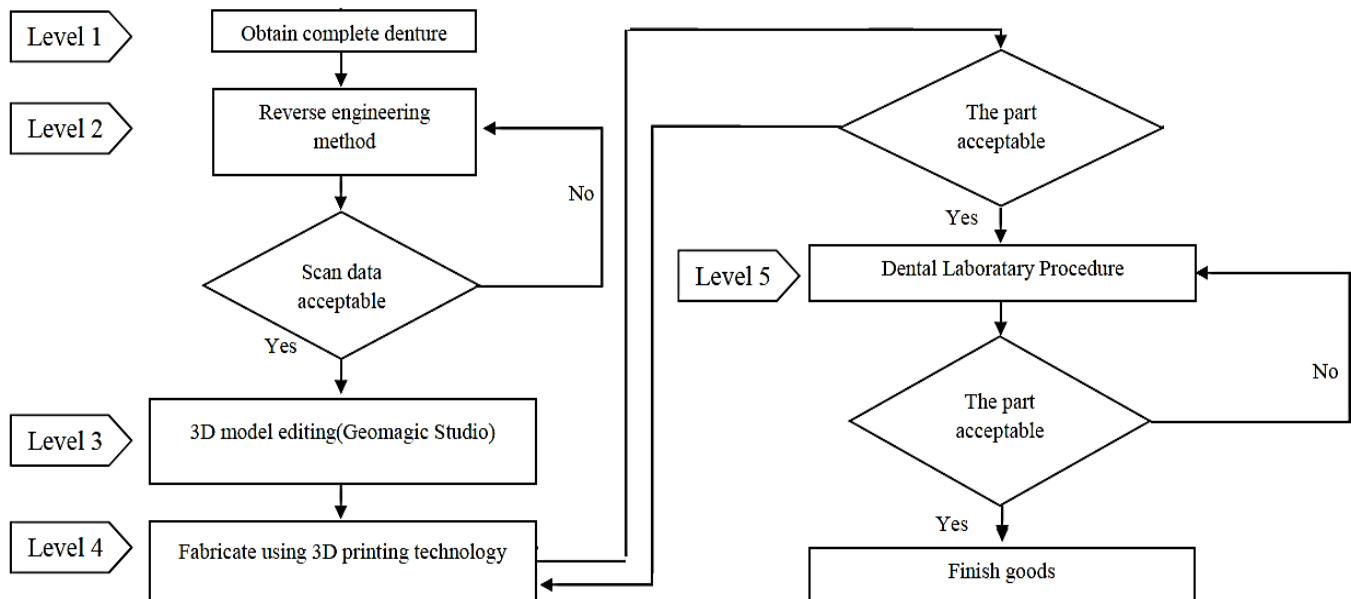 Level 1
Obtain complete denture
Level 2
Reverse engineering
method
No
Scan data
acceptable
Yes
Level 3
3D model editing(Geomagic Studio)
Level 4
Fabricate using 3D printing technology
The part
acceptable
Yes
Level 5
Dental Laboratary Procedure
No
The part
acceptable
Yes
Finish goods